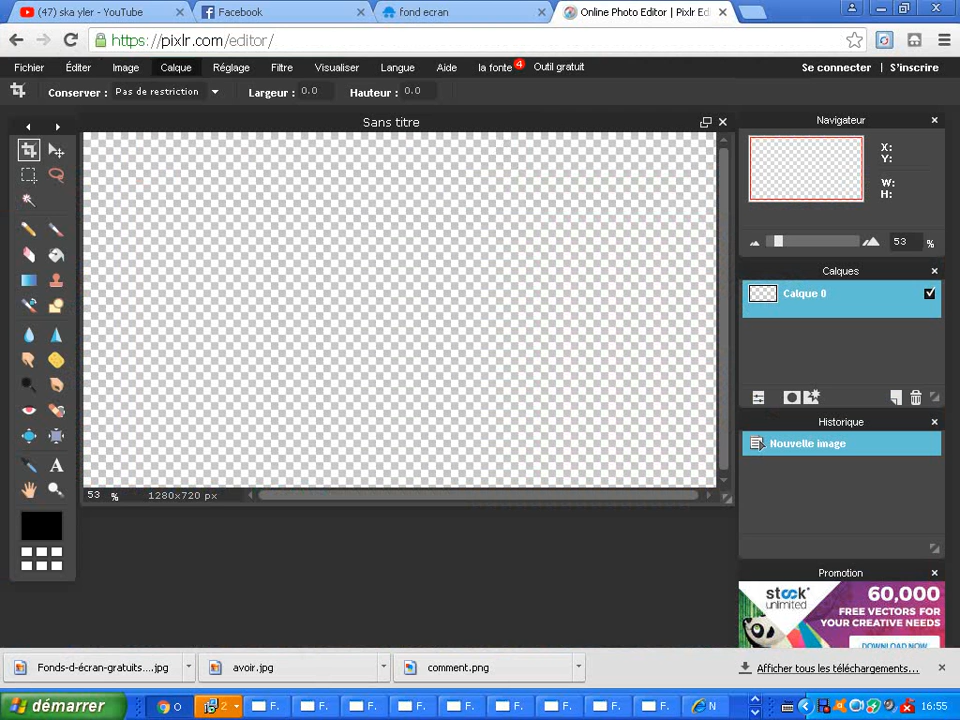 (47) ska yler - YouTube
Facebook
fond ecran
Online Photo Editor | Pixlr Ed
https://pixlr.com/editor/
Fichier Éditer Image Calque Réglage Filtre Visualiser Langue Aide la fonte 4 Outil gratuit Se connecter S'inscrire
Conserver : Pas de restriction Largeur : 0.0 Hauteur : 0.0
Sans titre
Navigateur
X:
Y:
W:
H:
53 %
Calques
Calque 0
Historique
Nouvelle image
A
53 % 1280x720 px
Promotion
stock
unlimited
60,000
FREE VECTORS FOR
YOUR CREATIVE NEEDS
DOWNLOAD NOW
Fonds-d-écran-gratuits....jpg avoir.jpg comment.png Afficher tous les téléchargements...
démarrer O 2 F. F. F. F. F. F. F. F. F. N 16:55